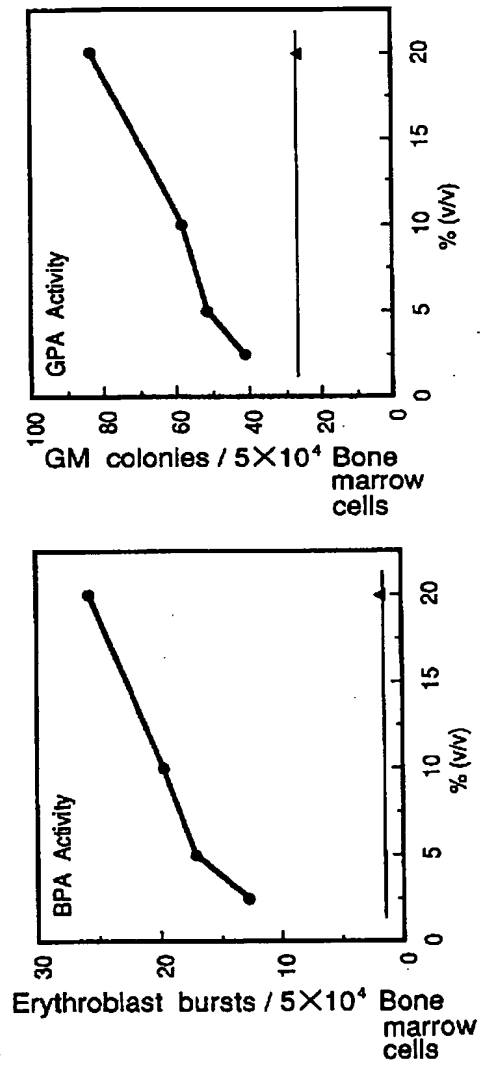 GPA Activity
100
80
60
40
20
0
0
5
10
15
20
% (v/v)
GM colonies / 5×10⁴ Bone
marrow
cells
BPA Activity
30
20
10
0
0
5
10
15
20
% (v/v)
Erythroblast bursts / 5×10⁴ Bone
marrow
cells